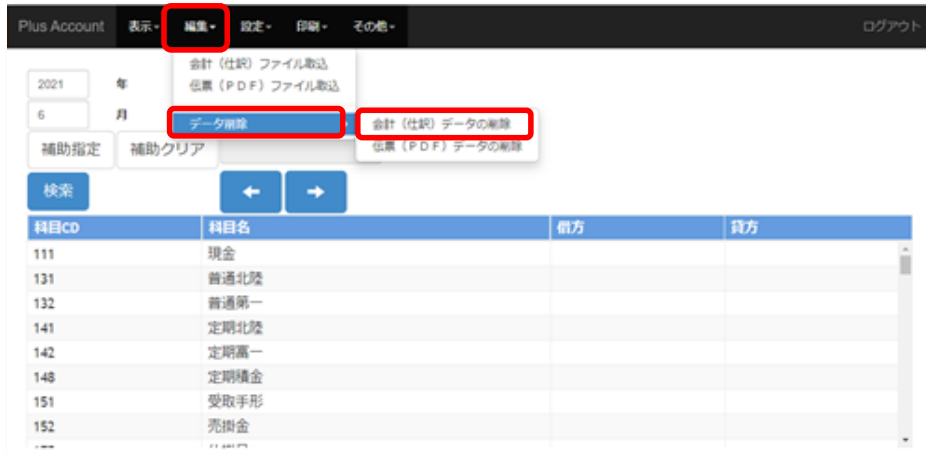 Plus Account 表示 編集 設定 印刷 その他 ログアウト
会計（仕訳）ファイル取込
2021 年 伝票（PDF）ファイル取込
6 月 データ削除 会計（仕訳）データの削除
補助指定 補助クリア 伝票（PDF）データの削除
検索 ← →
科目CD 科目名 借方 貸方
111 現金
131 普通北陸
132 普通第一
141 定期北陸
142 定期富一
148 定期積金
151 受取手形
152 売掛金